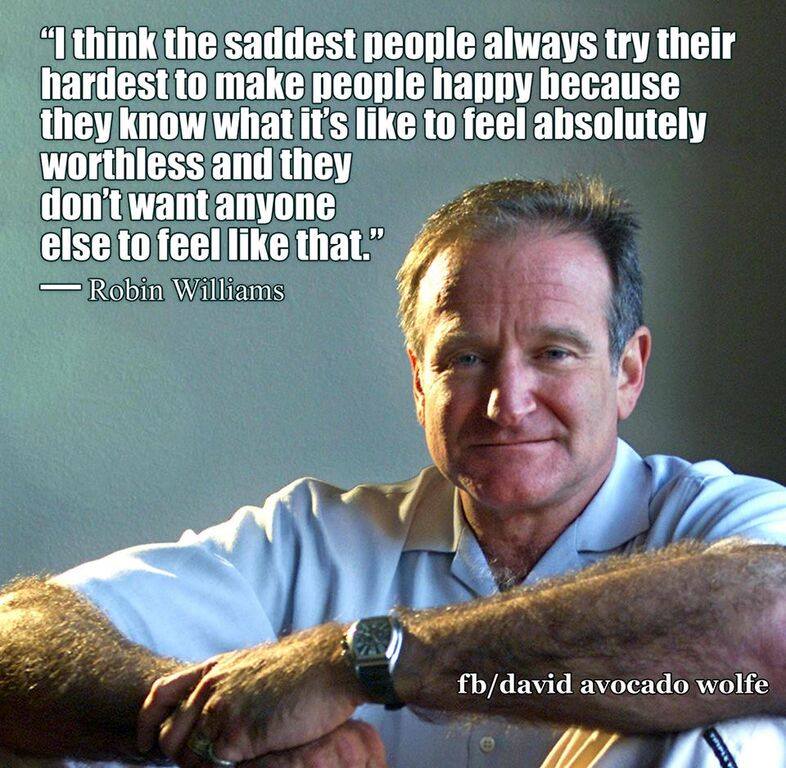 “I think the saddest people always try their
hardest to make people happy because
they know what it’s like to feel absolutely
worthless and they
don’t want anyone
else to feel like that.”
— Robin Williams
fb/david avocado wolfe